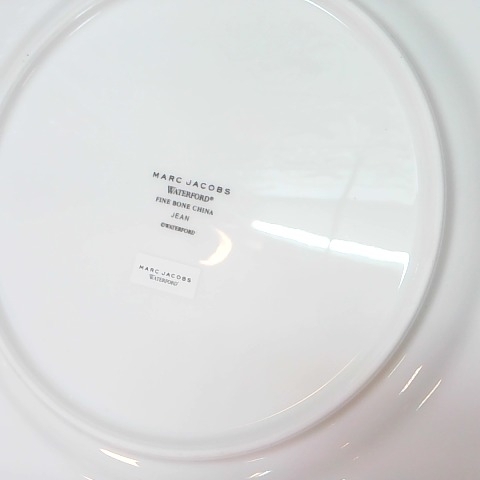 MARC JACOBS
WATERFORD®
FINE BONE CHINA
JEAN
©WATERFORD
MARC JACOBS
WATERFORD®